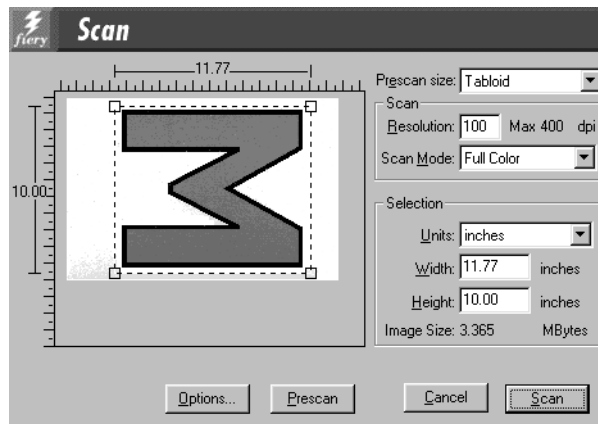 fiery Scan
11.77
10.00
Prescan size: Tabloid
Scan
Resolution: 100 Max 400 dpi
Scan Mode: Full Color
Selection
Units: inches
Width: 11.77 inches
Height: 10.00 inches
Image Size: 3.365 MBytes
Options... Prescan Cancel Scan